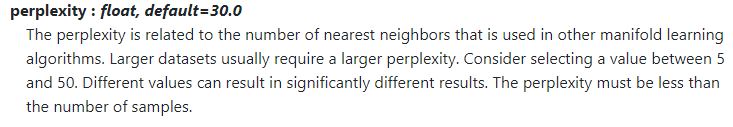 perplexity : float, default=30.0
The perplexity is related to the number of nearest neighbors that is used in other manifold learning
algorithms. Larger datasets usually require a larger perplexity. Consider selecting a value between 5
and 50. Different values can result in significantly different results. The perplexity must be less than
the number of samples.